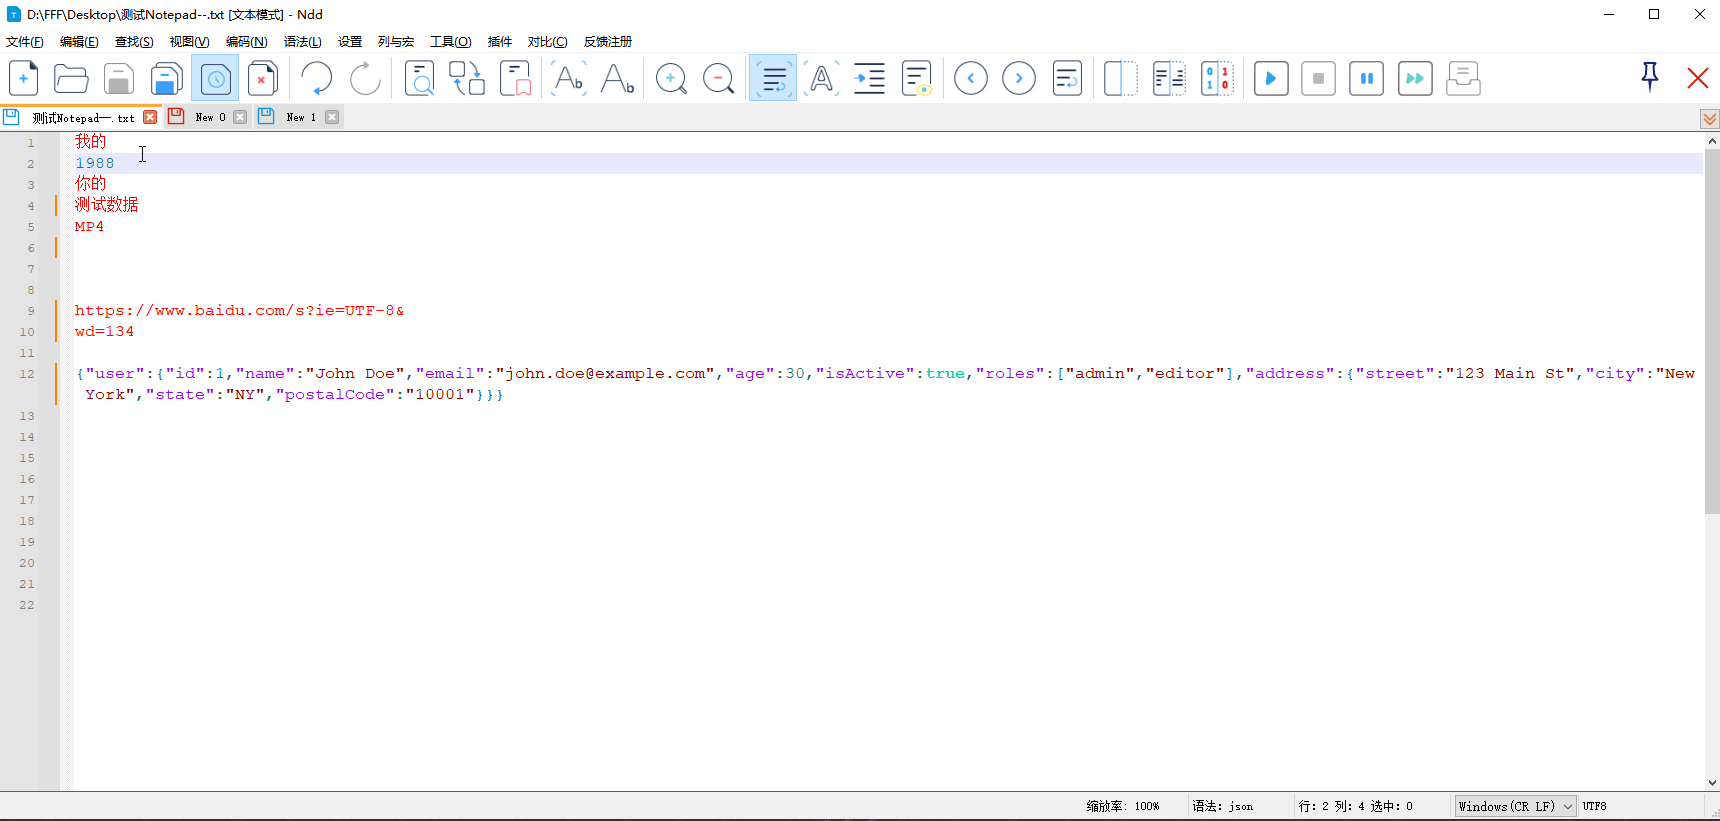 D:\FFF\Desktop\测试Notepad--.txt [文本模式] - Ndd
文件(F) 编辑(E) 查找(S) 视图(V) 编码(N) 语法(L) 设置 列与宏 工具(O) 插件 对比(C) 反馈注册
测试Notepad--.txt New 0 New 1
1 我的
2 1988
3 你的
4 测试数据
5 MP4
6
7
8
9 https://www.baidu.com/s?ie=UTF-8&
10 wd=134
11
12 {"user":{"id":1,"name":"John Doe","email":"john.doe@example.com","age":30,"isActive":true,"roles":["admin","editor"],"address":{"street":"123 Main St","city":"New
York","state":"NY","postalCode":"10001"}}}
13
14
15
16
17
18
19
20
21
22
缩放率: 100% 语法: json 行: 2 列: 4 选中: 0 Windows(CR LF) UTF8